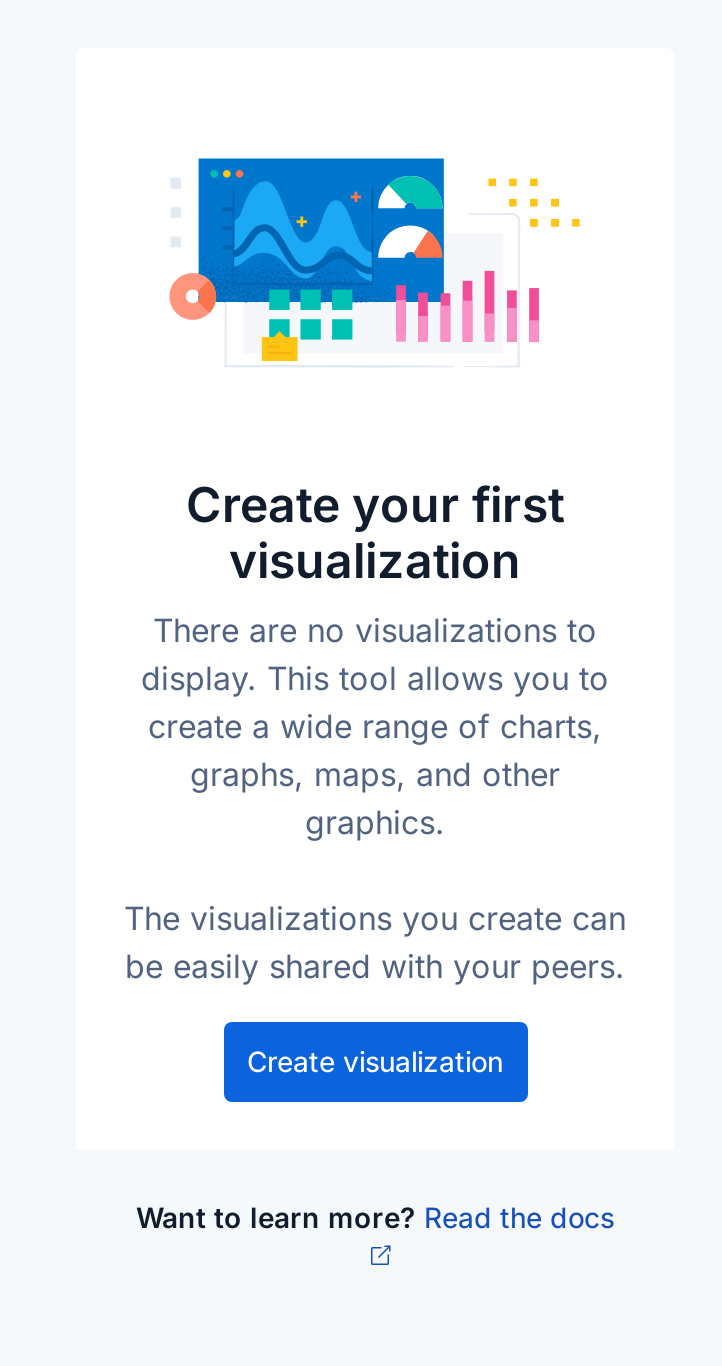 Create your first
visualization
There are no visualizations to
display. This tool allows you to
create a wide range of charts,
graphs, maps, and other
graphics.
The visualizations you create can
be easily shared with your peers.
Create visualization
Want to learn more? Read the docs